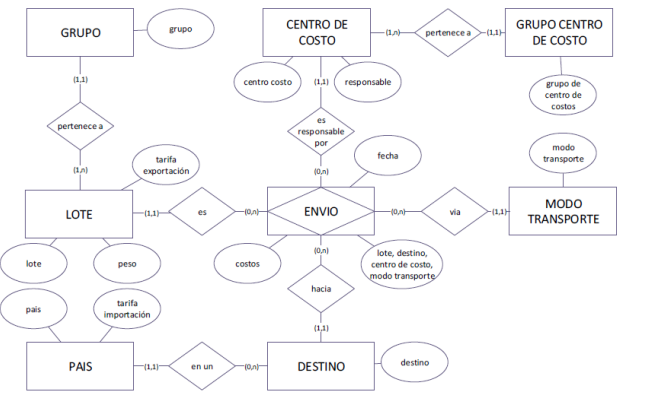 GRUPO
grupo
CENTRO DE
COSTO
(1,n)
pertenece a
(1,1)
GRUPO CENTRO
DE COSTO
(1,1)
centro costo
(1,1)
responsable
grupo de
centro de
costos
pertenece a
es
responsable
por
(1,n)
tarifa
exportación
(0,n)
fecha
modo
transporte
LOTE
(1,1)
es
(0,n)
ENVIO
(0,n)
via
(1,1)
MODO
TRANSPORTE
lote
peso
costos
(0,n)
lote, destino,
centro de costo,
modo transporte
pais
tarifa
importación
hacia
(1,1)
PAIS
(1,1)
en un
(0,n)
DESTINO
destino